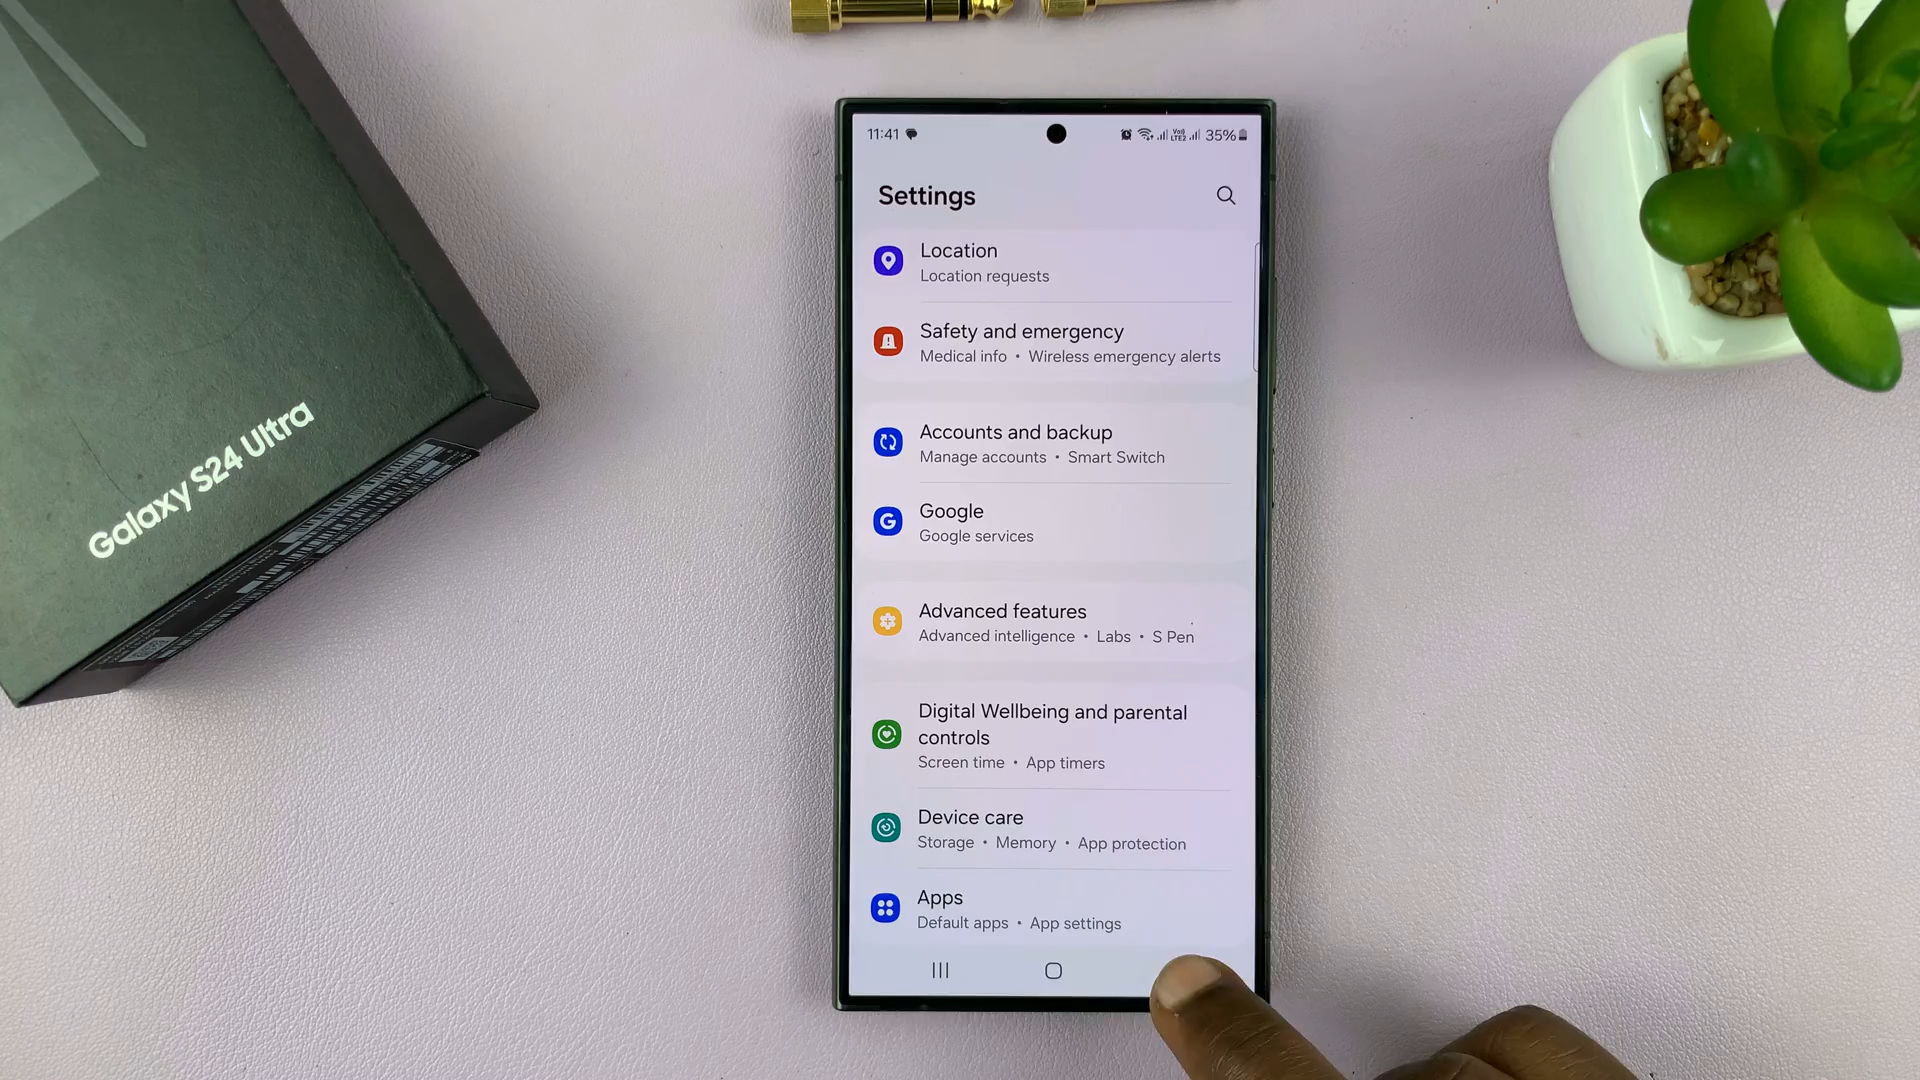 11:41
VoLTE2 35%
Settings
Location
Location requests
Safety and emergency
Medical info • Wireless emergency alerts
Accounts and backup
Manage accounts • Smart Switch
G
Google
Google services
Advanced features
Advanced intelligence • Labs • S Pen
Digital Wellbeing and parental
controls
Screen time • App timers
Device care
Storage • Memory • App protection
Apps
Default apps • App settings
Galaxy S24 Ultra